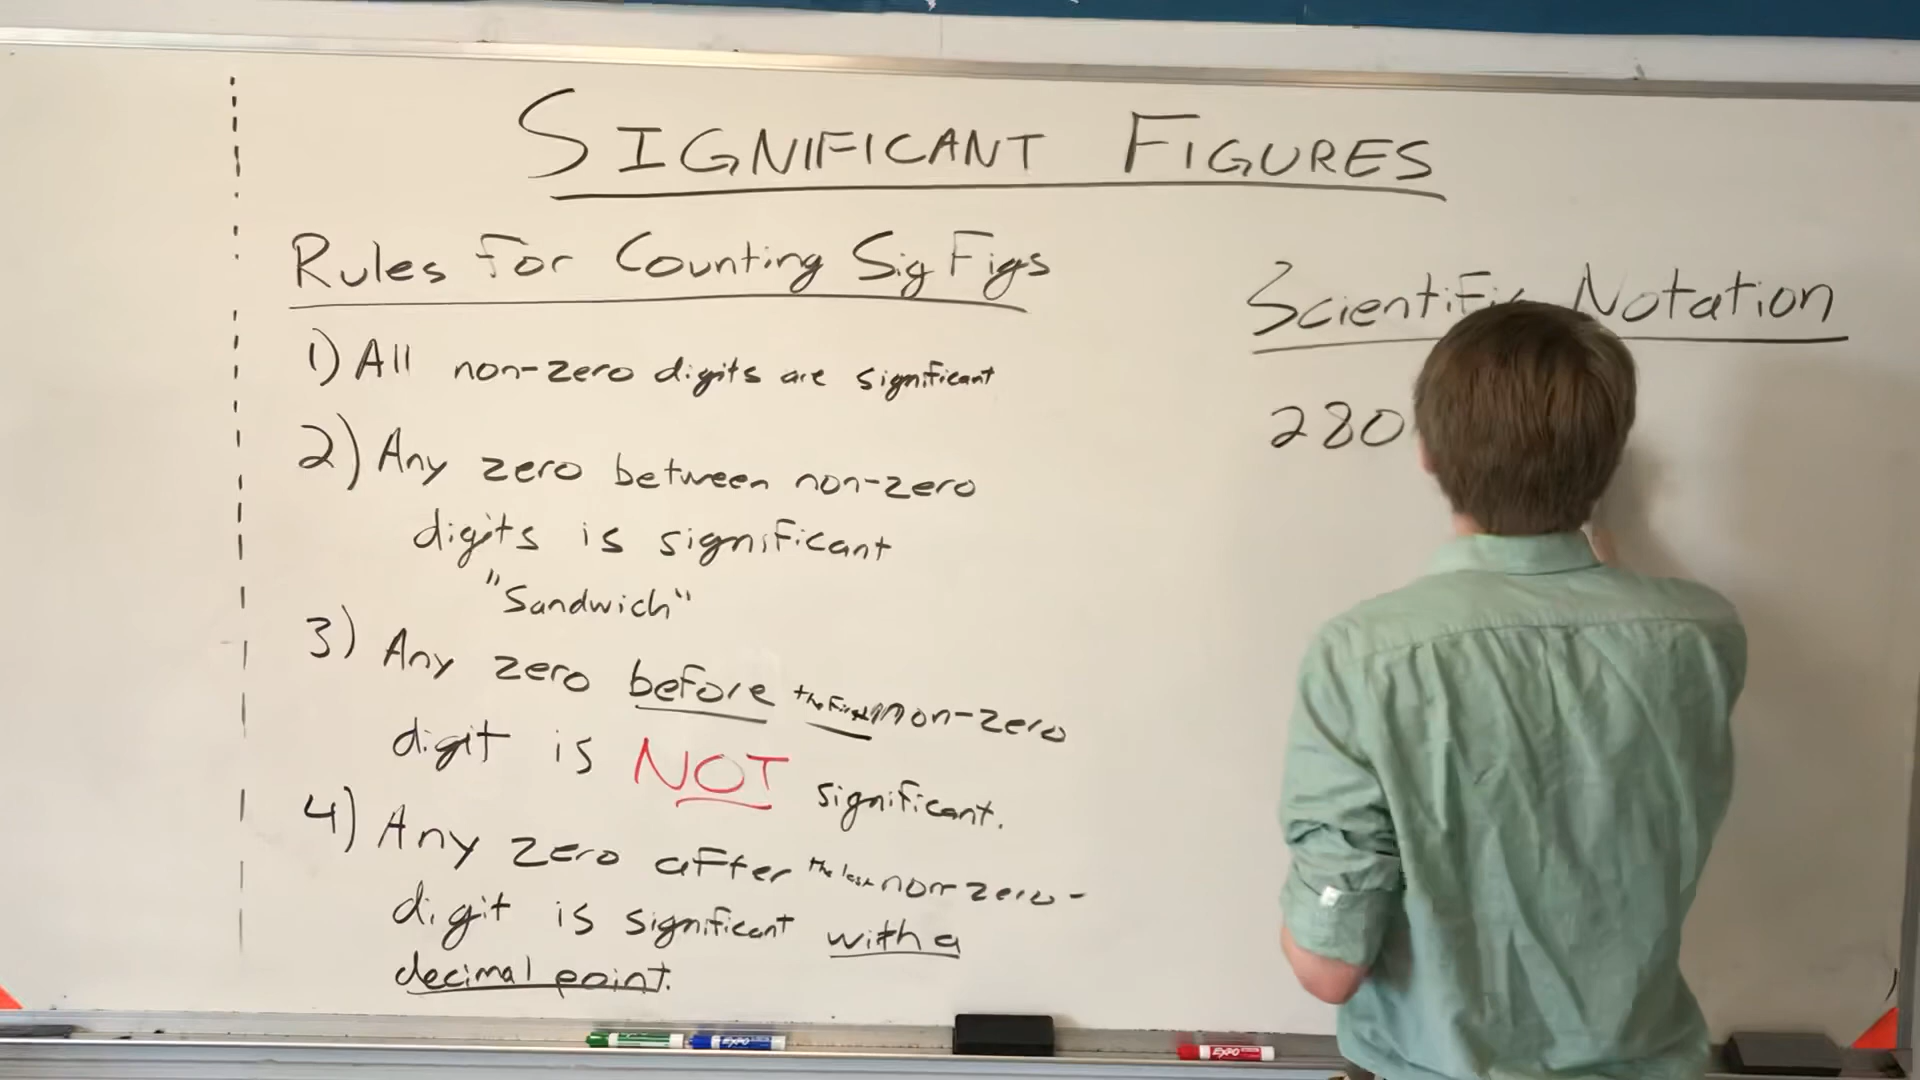 SIGNIFICANT FIGURES
Rules for Counting Sig Figs
1) All non-zero digits are significant
2) Any zero between non-zero
digits is significant
"Sandwich"
3) Any zero before the first non-zero
digit is NOT significant.
4) Any zero after the last non-zero-
digit is significant with a
decimal point.
Scientific Notation
280
EXPO
EXPO